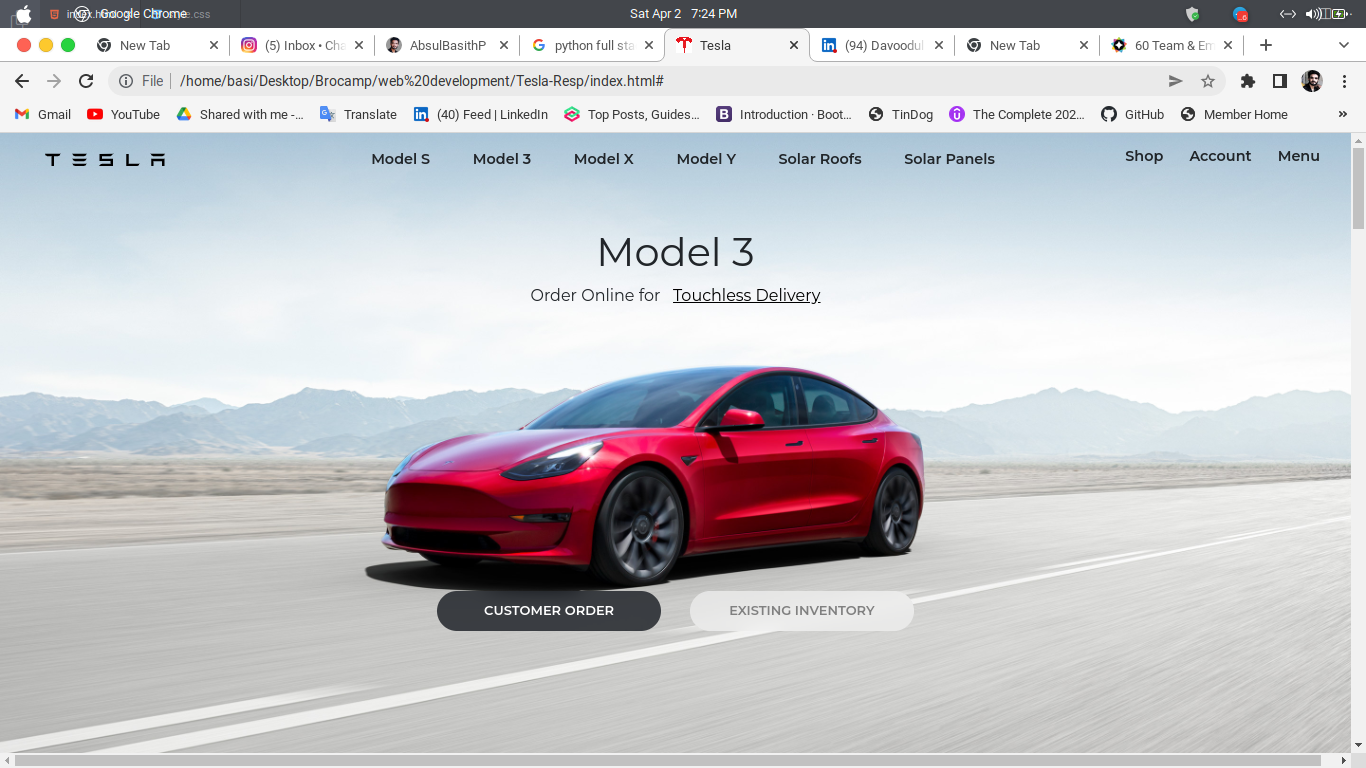 Google Chrome
Sat Apr 2 7:24 PM
New Tab
(5) Inbox • Cha
AbsulBasithP
python full sta
Tesla
(94) Davoodul
New Tab
60 Team & Em
File
/home/basi/Desktop/Brocamp/web%20development/Tesla-Resp/index.html#
Gmail
YouTube
Shared with me -...
Translate
(40) Feed | LinkedIn
Top Posts, Guides...
Introduction · Boot...
TinDog
The Complete 202...
GitHub
Member Home
TESLA
Model S
Model 3
Model X
Model Y
Solar Roofs
Solar Panels
Shop
Account
Menu
Model 3
Order Online for Touchless Delivery
CUSTOMER ORDER
EXISTING INVENTORY